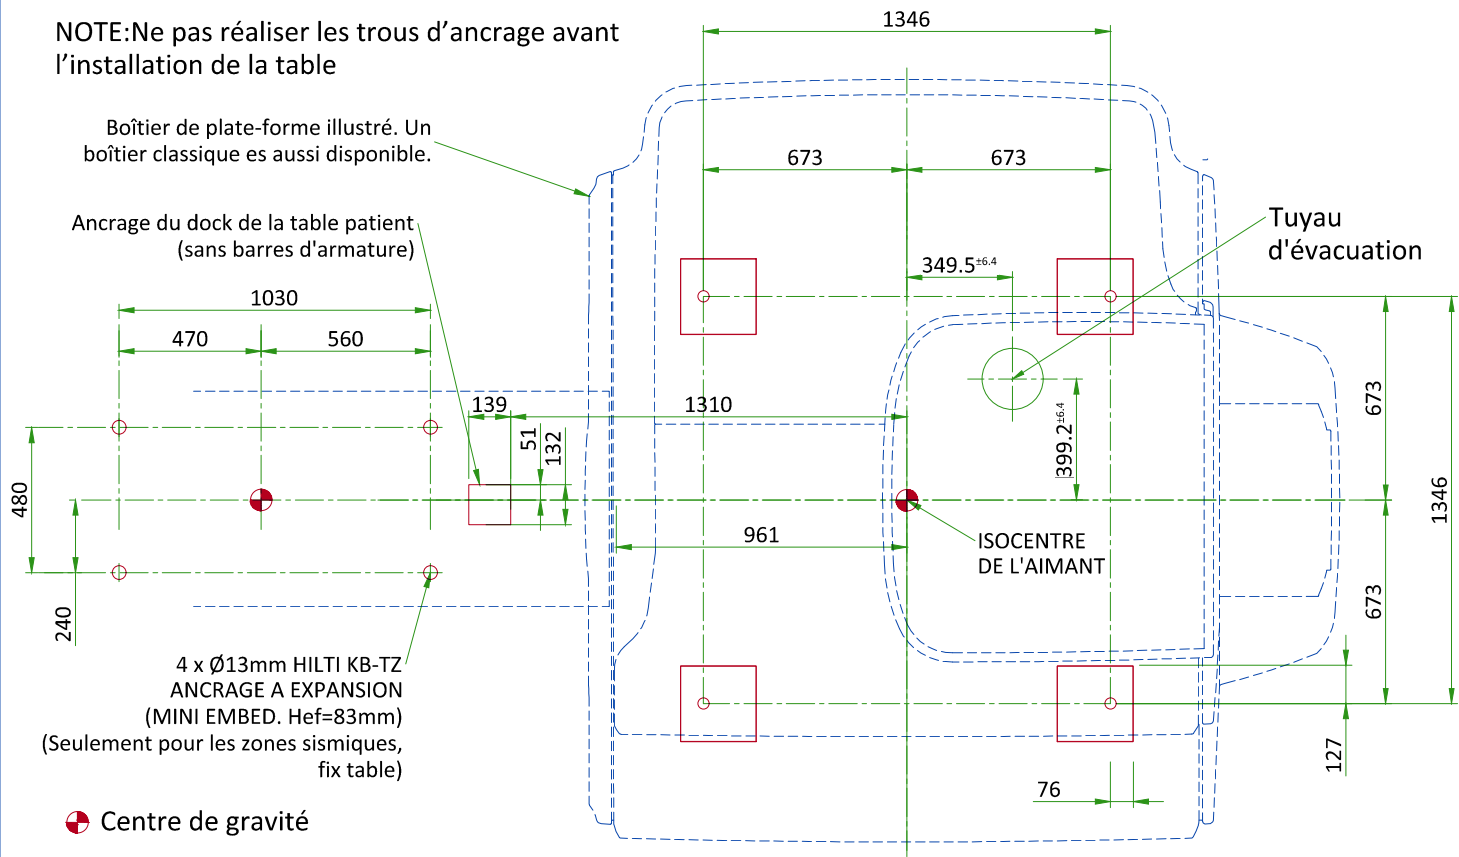 NOTE:Ne pas réaliser les trous d’ancrage avant
l’installation de la table
1346
Boîtier de plate-forme illustré. Un
boîtier classique es aussi disponible.
673
673
Ancrage du dock de la table patient
(sans barres d'armature)
Tuyau
d'évacuation
349.5±6.4
1030
470
560
139
1310
51
132
399.2±6.4
673
480
1346
961
ISOCENTRE
DE L'AIMANT
240
673
4 x Ø13mm HILTI KB-TZ
ANCRAGE A EXPANSION
(MINI EMBED. Hef=83mm)
(Seulement pour les zones sismiques,
fix table)
127
76
Centre de gravité